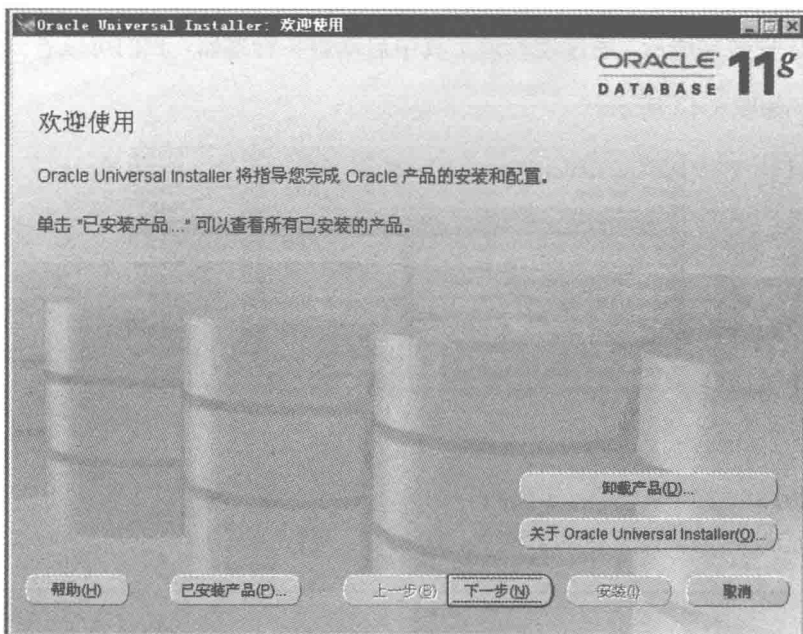 Oracle Universal Installer: 欢迎使用
ORACLE 11g
DATABASE
欢迎使用
Oracle Universal Installer 将指导您完成 Oracle 产品的安装和配置。
单击 "已安装产品..." 可以查看所有已安装的产品。
卸载产品(D)...
关于 Oracle Universal Installer(O)...
帮助(H) 已安装产品(P)... 上一步(B) 下一步(N) 安装(I) 取消